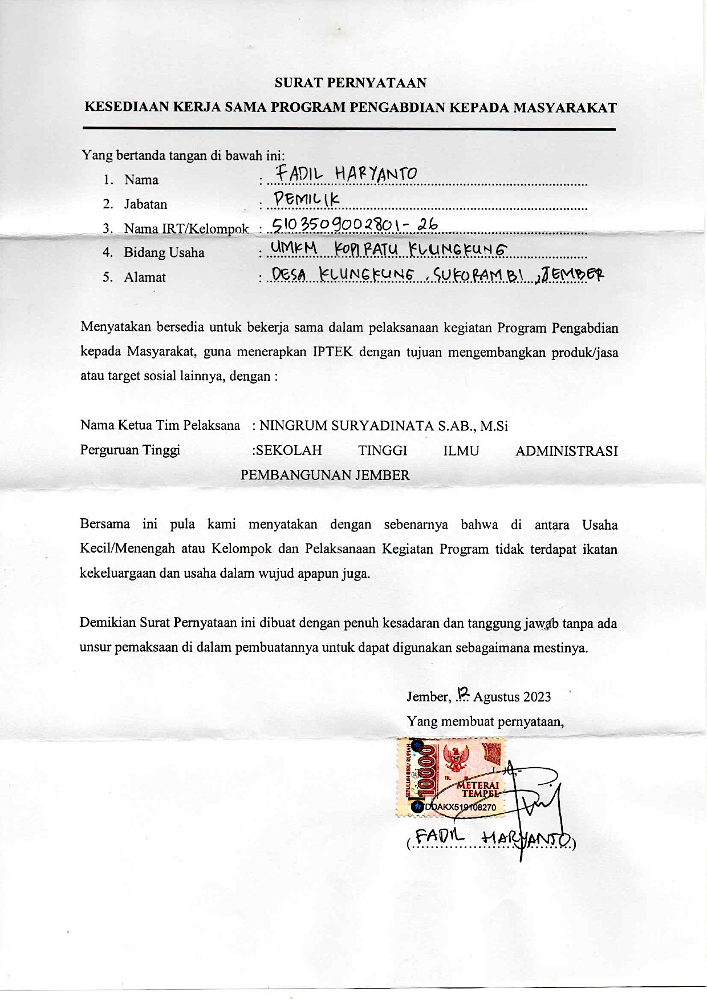 SURAT PERNYATAAN
KESEDIAAN KERJA SAMA PROGRAM PENGABDIAN KEPADA MASYARAKAT
Yang bertanda tangan di bawah ini:
1. Nama : FADIL HARYANTO
2. Jabatan : PEMILIK
3. Nama IRT/Kelompok : 5103509002801-26
4. Bidang Usaha : UMKM KOPI RATU KLUNGKUNG
5. Alamat : DESA KLUNGKUNG, SUKORAMBI, JEMBER
Menyatakan bersedia untuk bekerja sama dalam pelaksanaan kegiatan Program Pengabdian
kepada Masyarakat, guna menerapkan IPTEK dengan tujuan mengembangkan produk/jasa
atau target sosial lainnya, dengan :
Nama Ketua Tim Pelaksana : NINGRUM SURYADINATA S.AB., M.Si
Perguruan Tinggi :SEKOLAH TINGGI ILMU ADMINISTRASI
PEMBANGUNAN JEMBER
Bersama ini pula kami menyatakan dengan sebenarnya bahwa di antara Usaha
Kecil/Menengah atau Kelompok dan Pelaksanaan Kegiatan Program tidak terdapat ikatan
kekeluargaan dan usaha dalam wujud apapun juga.
Demikian Surat Pernyataan ini dibuat dengan penuh kesadaran dan tanggung jawab tanpa ada
unsur pemaksaan di dalam pembuatannya untuk dapat digunakan sebagaimana mestinya.
Jember, 12 Agustus 2023
Yang membuat pernyataan,
SEPULUH RIBU RUPIAH
10000
TGL. 20
METERAI
TEMPEL
DDAKX519108270
(FADIL HARYANTO)